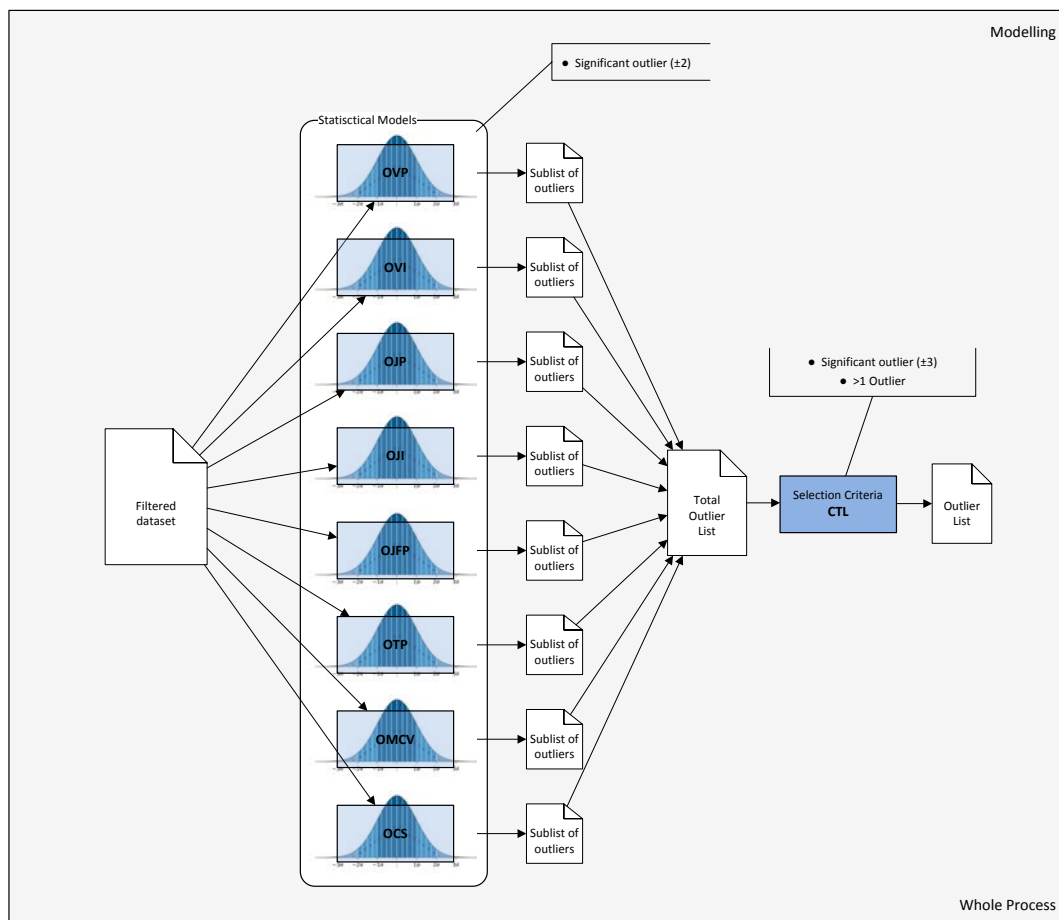 Modelling
● Significant outlier (±2)
Statisctical Models
OVP
Sublist of
outliers
OVI
Sublist of
outliers
OJP
Sublist of
outliers
● Significant outlier (±3)
● >1 Outlier
OJI
Sublist of
outliers
Filtered
dataset
Total
Outlier
List
Selection Criteria
CTL
Outlier
List
OJFP
Sublist of
outliers
OTP
Sublist of
outliers
OMCV
Sublist of
outliers
OCS
Sublist of
outliers
Whole Process